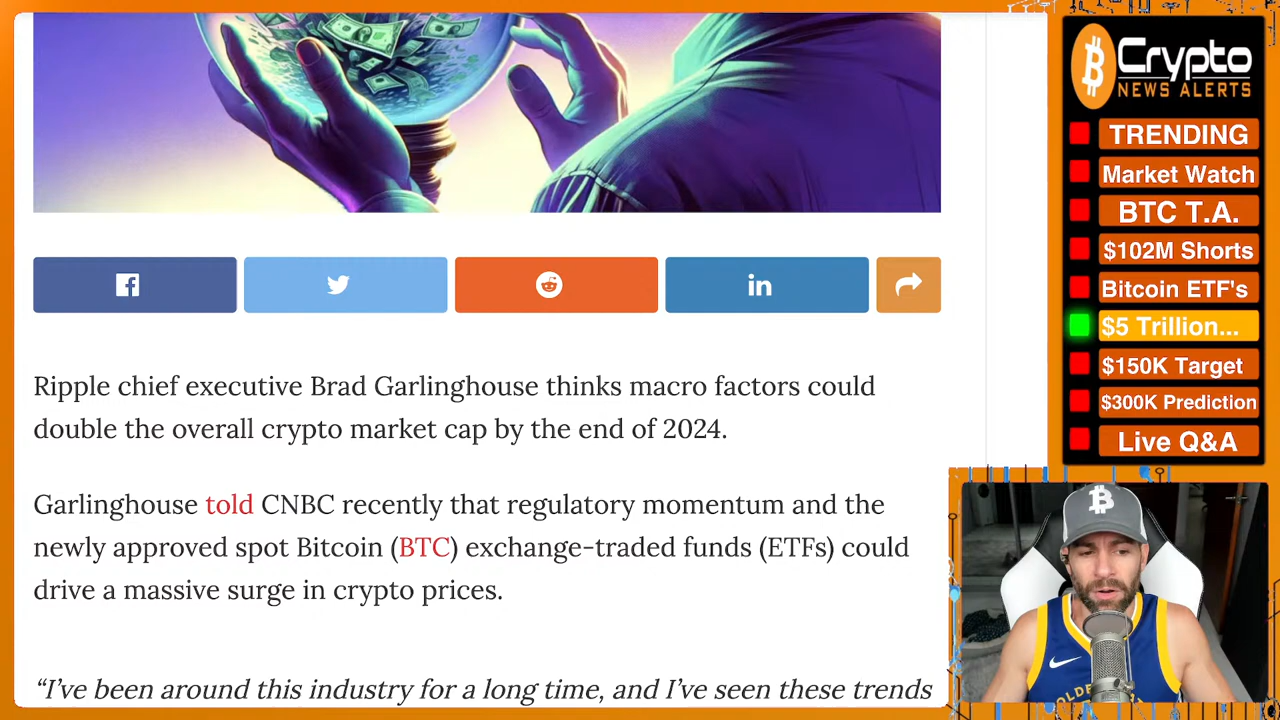 Ripple chief executive Brad Garlinghouse thinks macro factors could
double the overall crypto market cap by the end of 2024.
Garlinghouse told CNBC recently that regulatory momentum and the
newly approved spot Bitcoin (BTC) exchange-traded funds (ETFs) could
drive a massive surge in crypto prices.
“I’ve been around this industry for a long time, and I’ve seen these trends
Crypto
NEWS ALERTS
TRENDING
Market Watch
BTC T.A.
$102M Shorts
Bitcoin ETF's
$5 Trillion...
$150K Target
$300K Prediction
Live Q&A